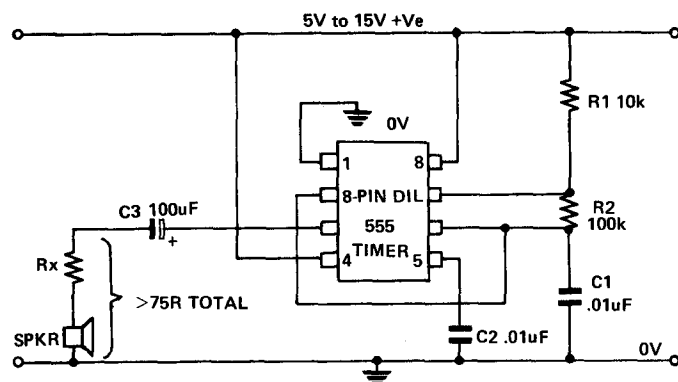 5V to 15V +Ve
R1 10k
0V
1 8
8-PIN DIL
R2
100k
C3 100uF
+
555
TIMER
4 5
Rx
>75R TOTAL
C1
.01uF
SPKR
C2 .01uF
0V